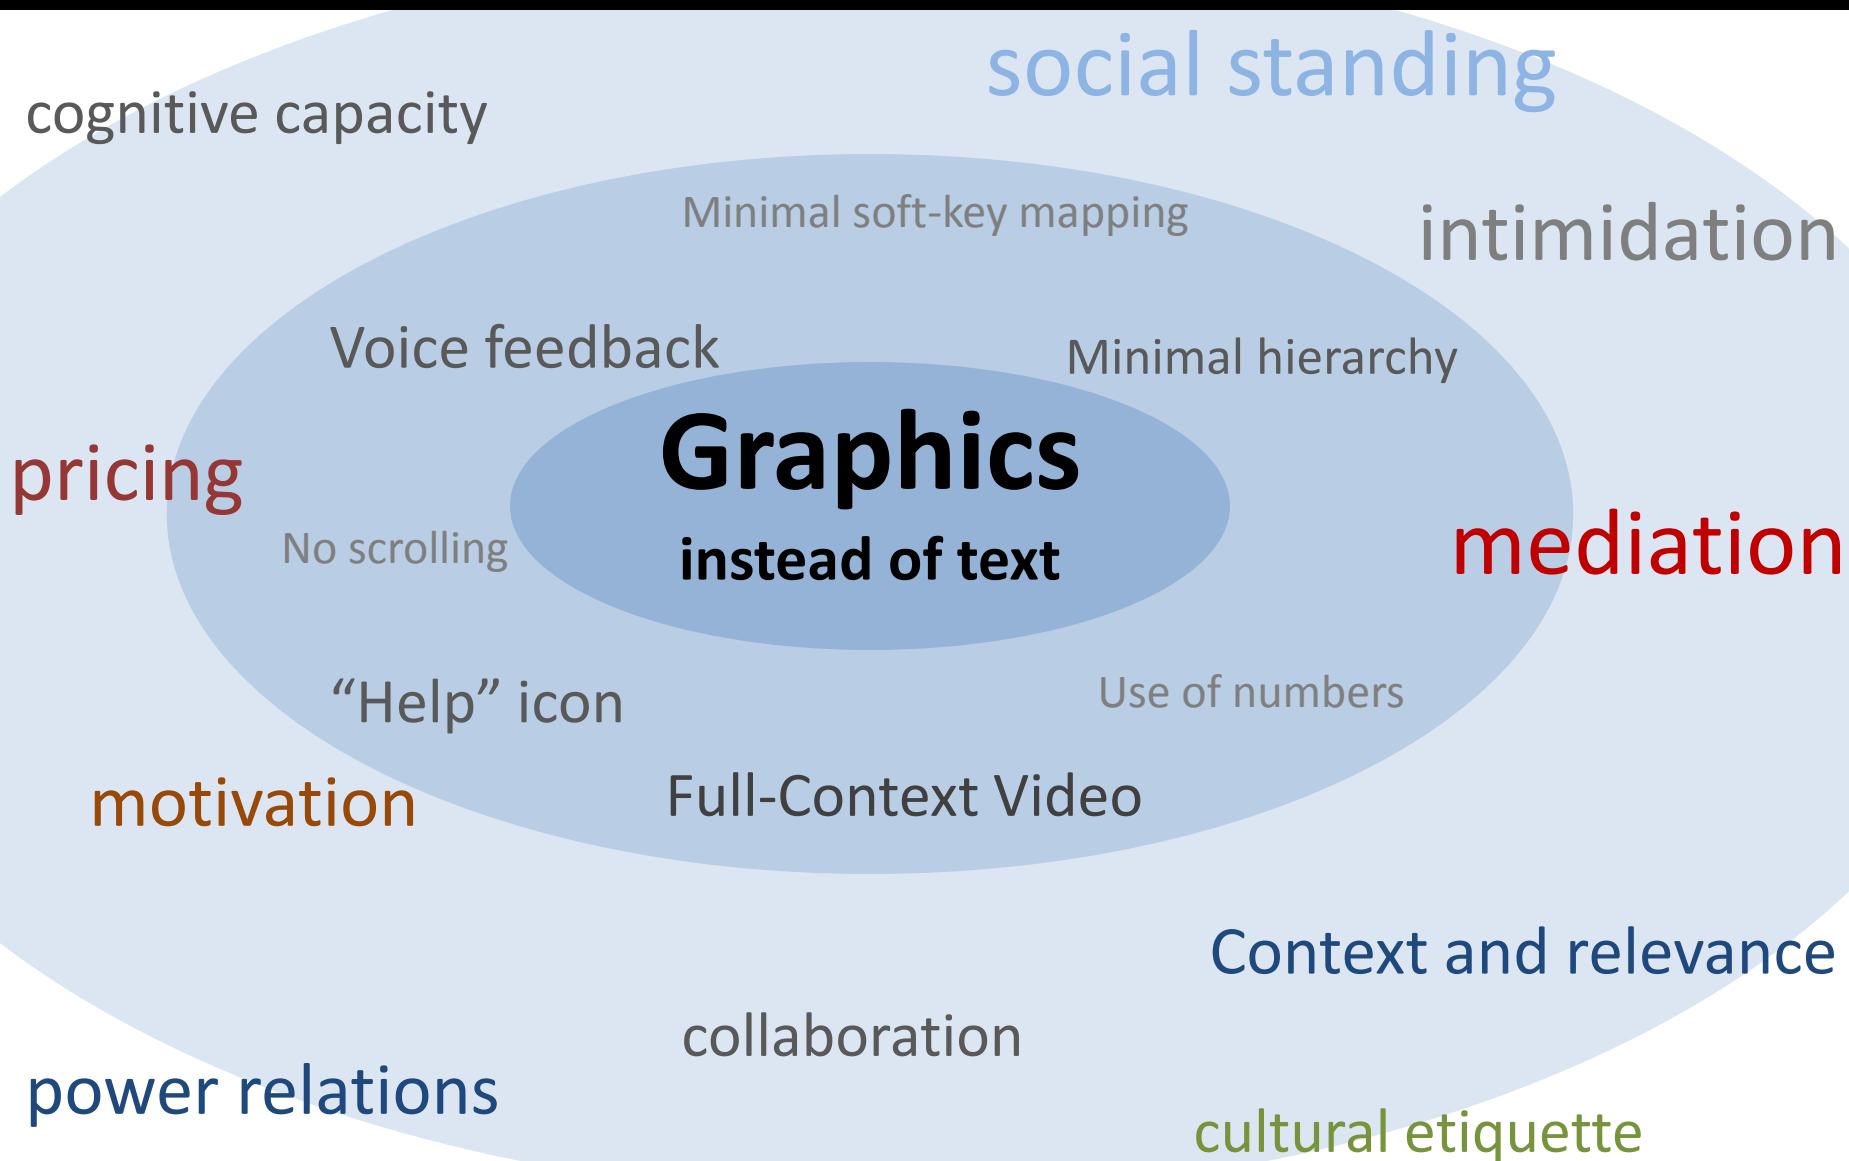 social standing
cognitive capacity
Minimal soft-key mapping
intimidation
Voice feedback
Minimal hierarchy
Graphics
pricing
instead of text
No scrolling
mediation
“Help” icon
Use of numbers
motivation
Full-Context Video
Context and relevance
collaboration
power relations
cultural etiquette